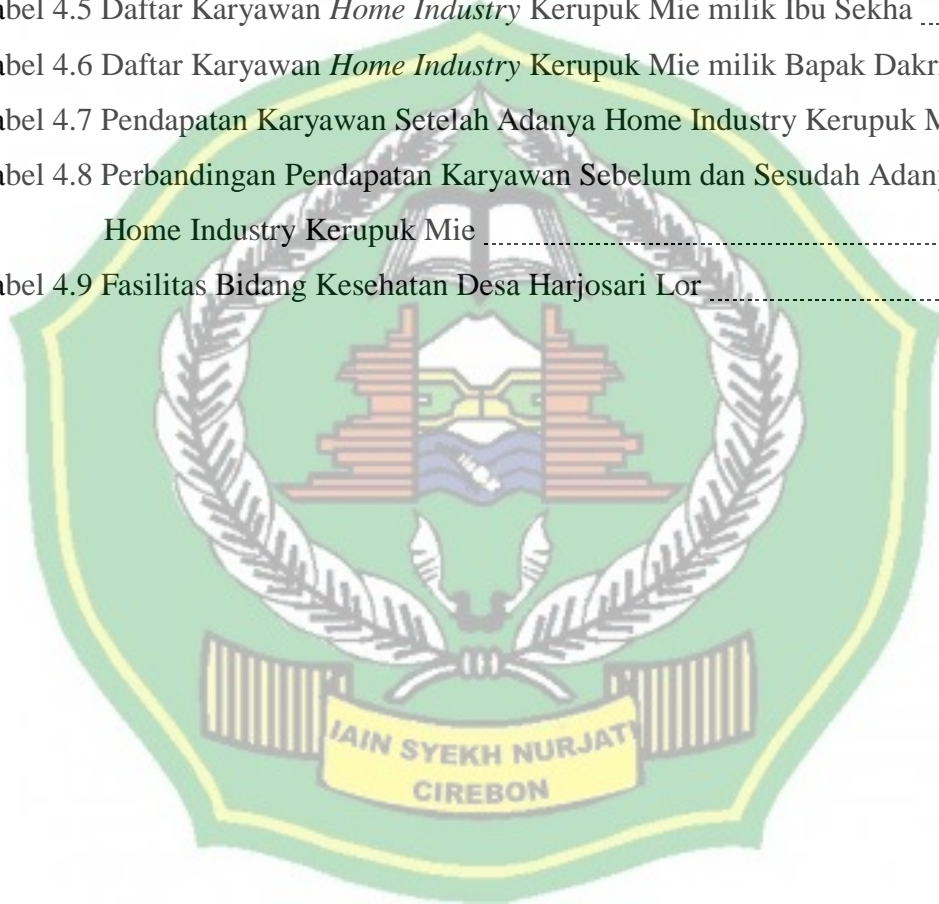 abel 4.5 Daftar Karyawan Home Industry Kerupuk Mie milik Ibu Sekha
abel 4.6 Daftar Karyawan Home Industry Kerupuk Mie milik Bapak Dakr
abel 4.7 Pendapatan Karyawan Setelah Adanya Home Industry Kerupuk M
abel 4.8 Perbandingan Pendapatan Karyawan Sebelum dan Sesudah Adany
Home Industry Kerupuk Mie
abel 4.9 Fasilitas Bidang Kesehatan Desa Harjosari Lor
IAIN SYEKH NURJATI
CIREBON